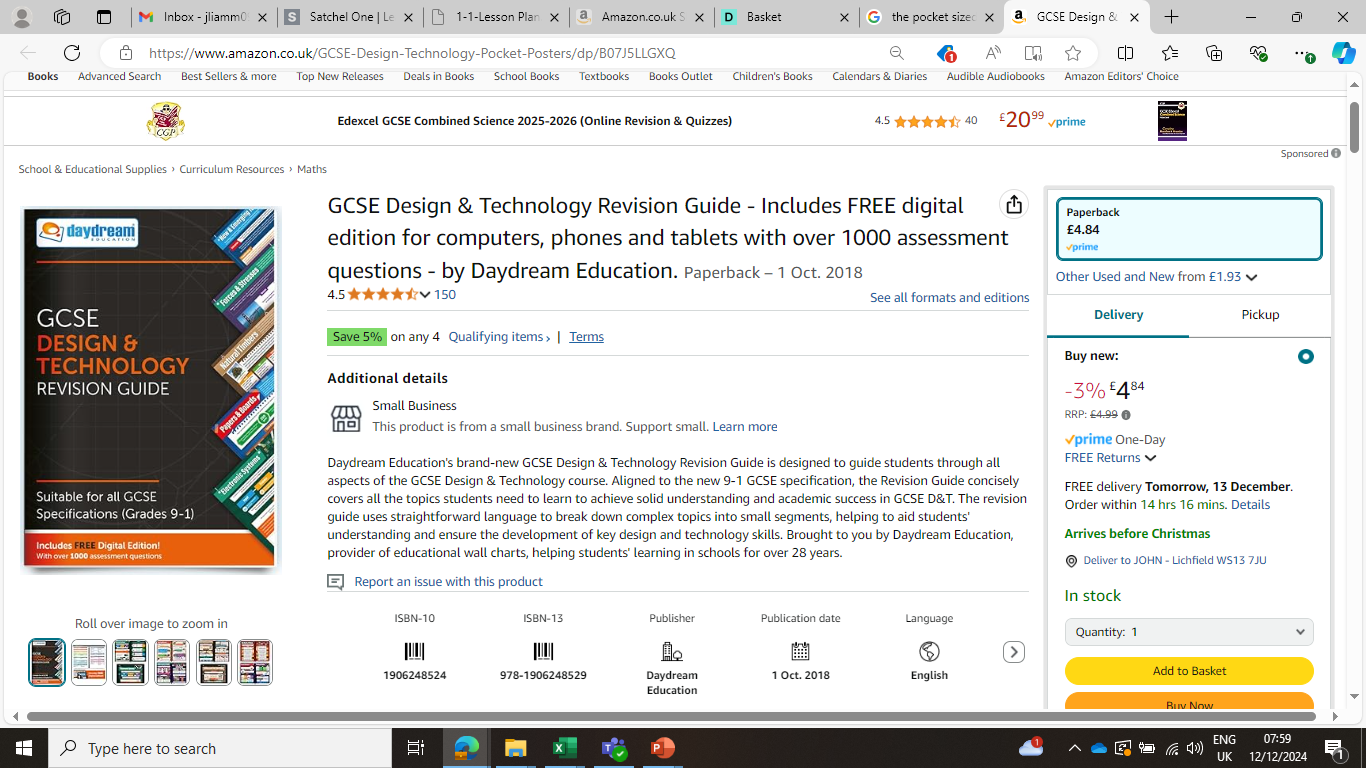 Inbox - jliamm0
Satchel One | Le
1-1-Lesson Plan
Amazon.co.uk S
Basket
the pocket sized
GCSE Design &
https://www.amazon.co.uk/GCSE-Design-Technology-Pocket-Posters/dp/B07J5LLGXQ
Books Advanced Search Best Sellers & more Top New Releases Deals in Books School Books Textbooks Books Outlet Children's Books Calendars & Diaries Audible Audiobooks Amazon Editors' Choice
CGP
Edexcel GCSE Combined Science 2025-2026 (Online Revision & Quizzes)
4.5 40 £20 99 prime
Sponsored
School & Educational Supplies › Curriculum Resources › Maths
daydream
EDUCATION
GCSE
DESIGN &
TECHNOLOGY
REVISION GUIDE
Forces & Stresses
Natural Timbers
Papers & Boards
Electronic Systems
Suitable for all GCSE
Specifications (Grades 9-1)
Includes FREE Digital Edition!
With over 1000 assessment questions
Roll over image to zoom in
GCSE Design & Technology Revision Guide - Includes FREE digital
edition for computers, phones and tablets with over 1000 assessment
questions - by Daydream Education. Paperback – 1 Oct. 2018
4.5 150
See all formats and editions
Save 5% on any 4 Qualifying items › | Terms
Additional details
Small Business
This product is from a small business brand. Support small. Learn more
Daydream Education's brand-new GCSE Design & Technology Revision Guide is designed to guide students through all
aspects of the GCSE Design & Technology course. Aligned to the new 9-1 GCSE specification, the Revision Guide concisely
covers all the topics students need to learn to achieve solid understanding and academic success in GCSE D&T. The revision
guide uses straightforward language to break down complex topics into small segments, helping to aid students'
understanding and ensure the development of key design and technology skills. Brought to you by Daydream Education,
provider of educational wall charts, helping students' learning in schools for over 28 years.
Report an issue with this product
ISBN-10
1906248524
ISBN-13
978-1906248529
Publisher
Daydream
Education
Publication date
1 Oct. 2018
Language
English
Paperback
£4.84
prime
Other Used and New from £1.93
Delivery
Pickup
Buy new:
-3% £4 84
RRP: £4.99
prime One-Day
FREE Returns
FREE delivery Tomorrow, 13 December.
Order within 14 hrs 16 mins. Details
Arrives before Christmas
Deliver to JOHN - Lichfield WS13 7JU
In stock
Quantity: 1
Add to Basket
Buy Now
Type here to search
ENG
UK
07:59
12/12/2024